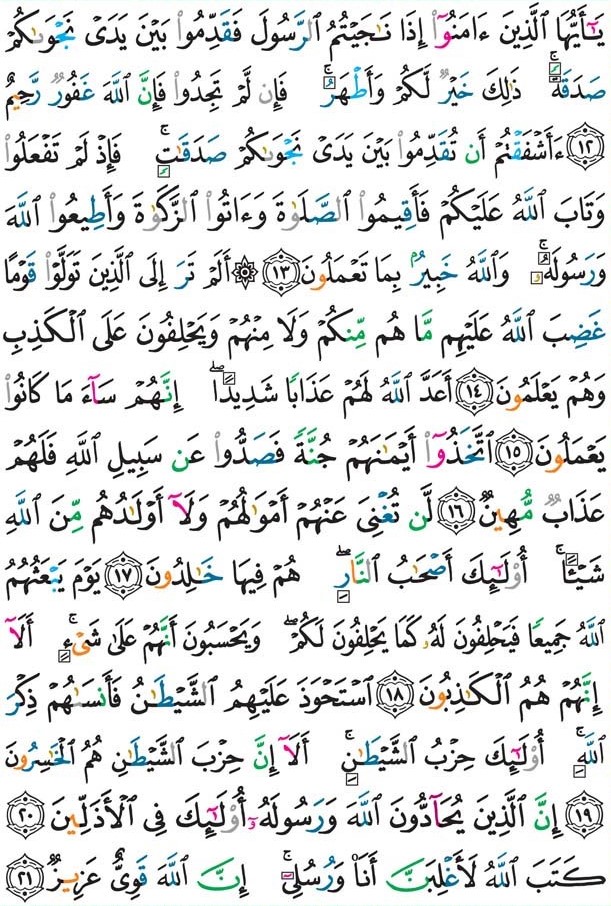 يَـٰٓأَيُّهَا ٱلَّذِينَ ءَامَنُوٓا۟ إِذَا نَـٰجَيْتُمُ ٱلرَّسُولَ فَقَدِّمُوا۟ بَيْنَ يَدَىْ نَجْوَىٰكُمْ
صَدَقَةً ۚ ذَٰلِكَ خَيْرٌ لَّكُمْ وَأَطْهَرُ ۚ فَإِن لَّمْ تَجِدُوا۟ فَإِنَّ ٱللَّهَ غَفُورٌ رَّحِيمٌ
١٢ ءَأَشْفَقْتُمْ أَن تُقَدِّمُوا۟ بَيْنَ يَدَىْ نَجْوَىٰكُمْ صَدَقَـٰتٍ ۚ فَإِذْ لَمْ تَفْعَلُوا۟
وَتَابَ ٱللَّهُ عَلَيْكُمْ فَأَقِيمُوا۟ ٱلصَّلَوٰةَ وَءَاتُوا۟ ٱلزَّكَوٰةَ وَأَطِيعُوا۟ ٱللَّهَ
وَرَسُولَهُۥ ۚ وَٱللَّهُ خَبِيرٌۢ بِمَا تَعْمَلُونَ ١٣ ۞ أَلَمْ تَرَ إِلَى ٱلَّذِينَ تَوَلَّوْا۟ قَوْمًا
غَضِبَ ٱللَّهُ عَلَيْهِم مَّا هُم مِّنكُمْ وَلَا مِنْهُمْ وَيَحْلِفُونَ عَلَى ٱلْكَذِبِ
وَهُمْ يَعْلَمُونَ ١٤ أَعَدَّ ٱللَّهُ لَهُمْ عَذَابًا شَدِيدًا ۖ إِنَّهُمْ سَآءَ مَا كَانُوا۟
يَعْمَلُونَ ١٥ ٱتَّخَذُوٓا۟ أَيْمَـٰنَهُمْ جُنَّةً فَصَدُّوا۟ عَن سَبِيلِ ٱللَّهِ فَلَهُمْ
عَذَابٌ مُّهِينٌ ١٦ لَّن تُغْنِىَ عَنْهُمْ أَمْوَٰلُهُمْ وَلَآ أَوْلَـٰدُهُم مِّنَ ٱللَّهِ
شَيْـًٔا ۚ أُو۟لَـٰٓئِكَ أَصْحَـٰبُ ٱلنَّارِ ۖ هُمْ فِيهَا خَـٰلِدُونَ ١٧ يَوْمَ يَبْعَثُهُمُ
ٱللَّهُ جَمِيعًا فَيَحْلِفُونَ لَهُۥ كَمَا يَحْلِفُونَ لَكُمْ ۖ وَيَحْسَبُونَ أَنَّهُمْ عَلَىٰ شَىْءٍ ۚ أَلَآ
إِنَّهُمْ هُمُ ٱلْكَـٰذِبُونَ ١٨ ٱسْتَحْوَذَ عَلَيْهِمُ ٱلشَّيْطَـٰنُ فَأَنسَىٰهُمْ ذِكْرَ
ٱللَّهِ ۚ أُو۟لَـٰٓئِكَ حِزْبُ ٱلشَّيْطَـٰنِ ۚ أَلَآ إِنَّ حِزْبَ ٱلشَّيْطَـٰنِ هُمُ ٱلْخَـٰسِرُونَ
١٩ إِنَّ ٱلَّذِينَ يُحَآدُّونَ ٱللَّهَ وَرَسُولَهُۥٓ أُو۟لَـٰٓئِكَ فِى ٱلْأَذَلِّينَ ٢٠
كَتَبَ ٱللَّهُ لَأَغْلِبَنَّ أَنَا۠ وَرُسُلِىٓ ۚ إِنَّ ٱللَّهَ قَوِىٌّ عَزِيزٌ ٢١